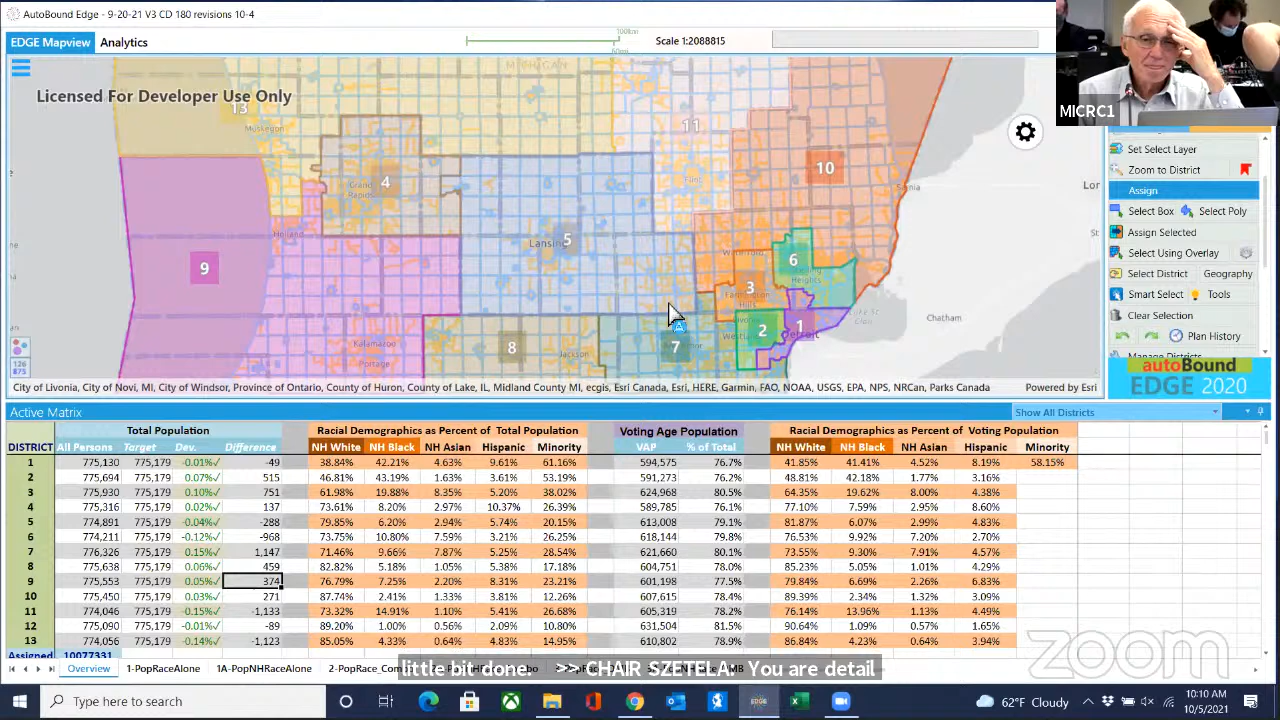 AutoBound Edge - 9-20-21 V3 CD 180 revisions 10-4
EDGE Mapview
Analytics
100km
60mi
Scale 1:2088815
MICRC1
Licensed For Developer Use Only
MICHIGAN
13
Muskegon
11
10
4
Grand Rapids
Flint
Sarnia
Holland
Lansing
5
9
Waterford
6
Sterling Heights
3
Farmington Hills
Livonia
Westland
2
1
Detroit
Lake St
Chatham
Kalamazoo
Portage
8
Jackson
7
Lor
St
Set Select Layer
Zoom to District
Assign
Select Box
Select Poly
Assign Selected
Select Using Overlay
Select District
Geography
Smart Select
Tools
Clear Selection
Plan History
Manage Districts
autoBound
EDGE 2020
City of Livonia, City of Novi, MI, City of Windsor, Province of Ontario, County of Huron, County of Lake, IL, Midland County MI, ecgis, Esri Canada, Esri, HERE, Garmin, FAO, NOAA, USGS, EPA, NPS, NRCan, Parks Canada
Powered by Esri
Active Matrix
Show All Districts
Total Population
Racial Demographics as Percent of Total Population
Voting Age Population
Racial Demographics as Percent of Voting Population
DISTRICT All Persons Target Dev. Difference NH White NH Black NH Asian Hispanic Minority VAP % of Total NH White NH Black NH Asian Hispanic Minority
1 775,130 775,179 -0.01%✓ -49 38.84% 42.21% 4.63% 9.61% 61.16% 594,575 76.7% 41.85% 41.41% 4.52% 8.19% 58.15%
2 775,694 775,179 0.07%✓ 515 46.81% 43.19% 1.63% 3.61% 53.19% 591,273 76.2% 48.81% 42.18% 1.77% 3.16%
3 775,930 775,179 0.10%✓ 751 61.98% 19.88% 8.35% 5.20% 38.02% 624,968 80.5% 64.35% 19.62% 8.00% 4.38%
4 775,316 775,179 0.02%✓ 137 73.61% 8.20% 2.97% 10.37% 26.39% 589,785 76.1% 77.10% 7.59% 2.95% 8.60%
5 774,891 775,179 -0.04%✓ -288 79.85% 6.20% 2.94% 5.74% 20.15% 613,008 79.1% 81.87% 6.07% 2.99% 4.83%
6 774,211 775,179 -0.12%✓ -968 73.75% 10.80% 7.59% 3.21% 26.25% 618,144 79.8% 76.53% 9.92% 7.20% 2.70%
7 776,326 775,179 0.15%✓ 1,147 71.46% 9.66% 7.87% 5.25% 28.54% 621,660 80.1% 73.55% 9.30% 7.91% 4.57%
8 775,638 775,179 0.06%✓ 459 82.82% 5.18% 1.05% 5.38% 17.18% 604,751 78.0% 85.23% 5.05% 1.01% 4.29%
9 775,553 775,179 0.05%✓ 374 76.79% 7.25% 2.20% 8.31% 23.21% 601,198 77.5% 79.84% 6.69% 2.26% 6.83%
10 775,450 775,179 0.03%✓ 271 87.74% 2.41% 1.33% 3.81% 12.26% 607,615 78.4% 89.39% 2.34% 1.32% 3.09%
11 774,046 775,179 -0.15%✓ -1,133 73.32% 14.91% 1.10% 5.41% 26.68% 605,319 78.2% 76.14% 13.96% 1.13% 4.49%
12 775,090 775,179 -0.01%✓ -89 89.20% 1.00% 0.56% 2.09% 10.80% 631,504 81.5% 90.64% 1.09% 0.57% 1.65%
13 774,056 775,179 -0.14%✓ -1,123 85.05% 4.33% 0.64% 4.83% 14.95% 610,802 78.9% 86.84% 4.23% 0.64% 3.94%
Assigned 10077331
zoom
Overview
1-PopRaceAlone
1A-PopNHRaceAlone
little bit done. >> CHAIR SZETELA: You are detail
Type here to search
62°F Cloudy
10:10 AM
10/5/2021